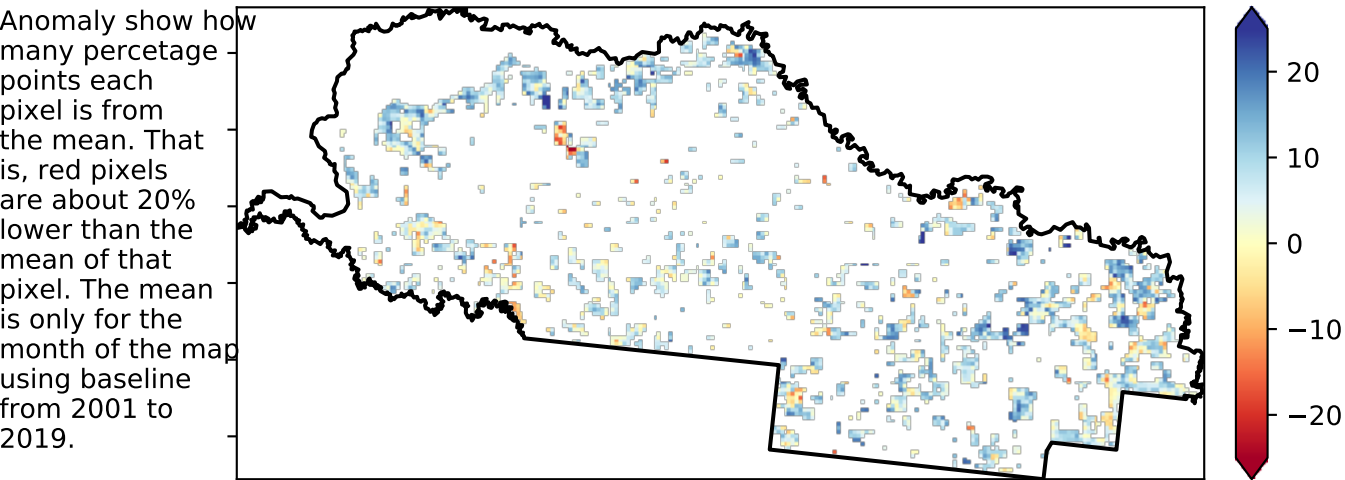 Anomaly show how
many percetage
points each
pixel is from
the mean. That
is, red pixels
are about 20%
lower than the
mean of that
pixel. The mean
is only for the
month of the map
using baseline
from 2001 to
2019.
20
10
0
−10
−20